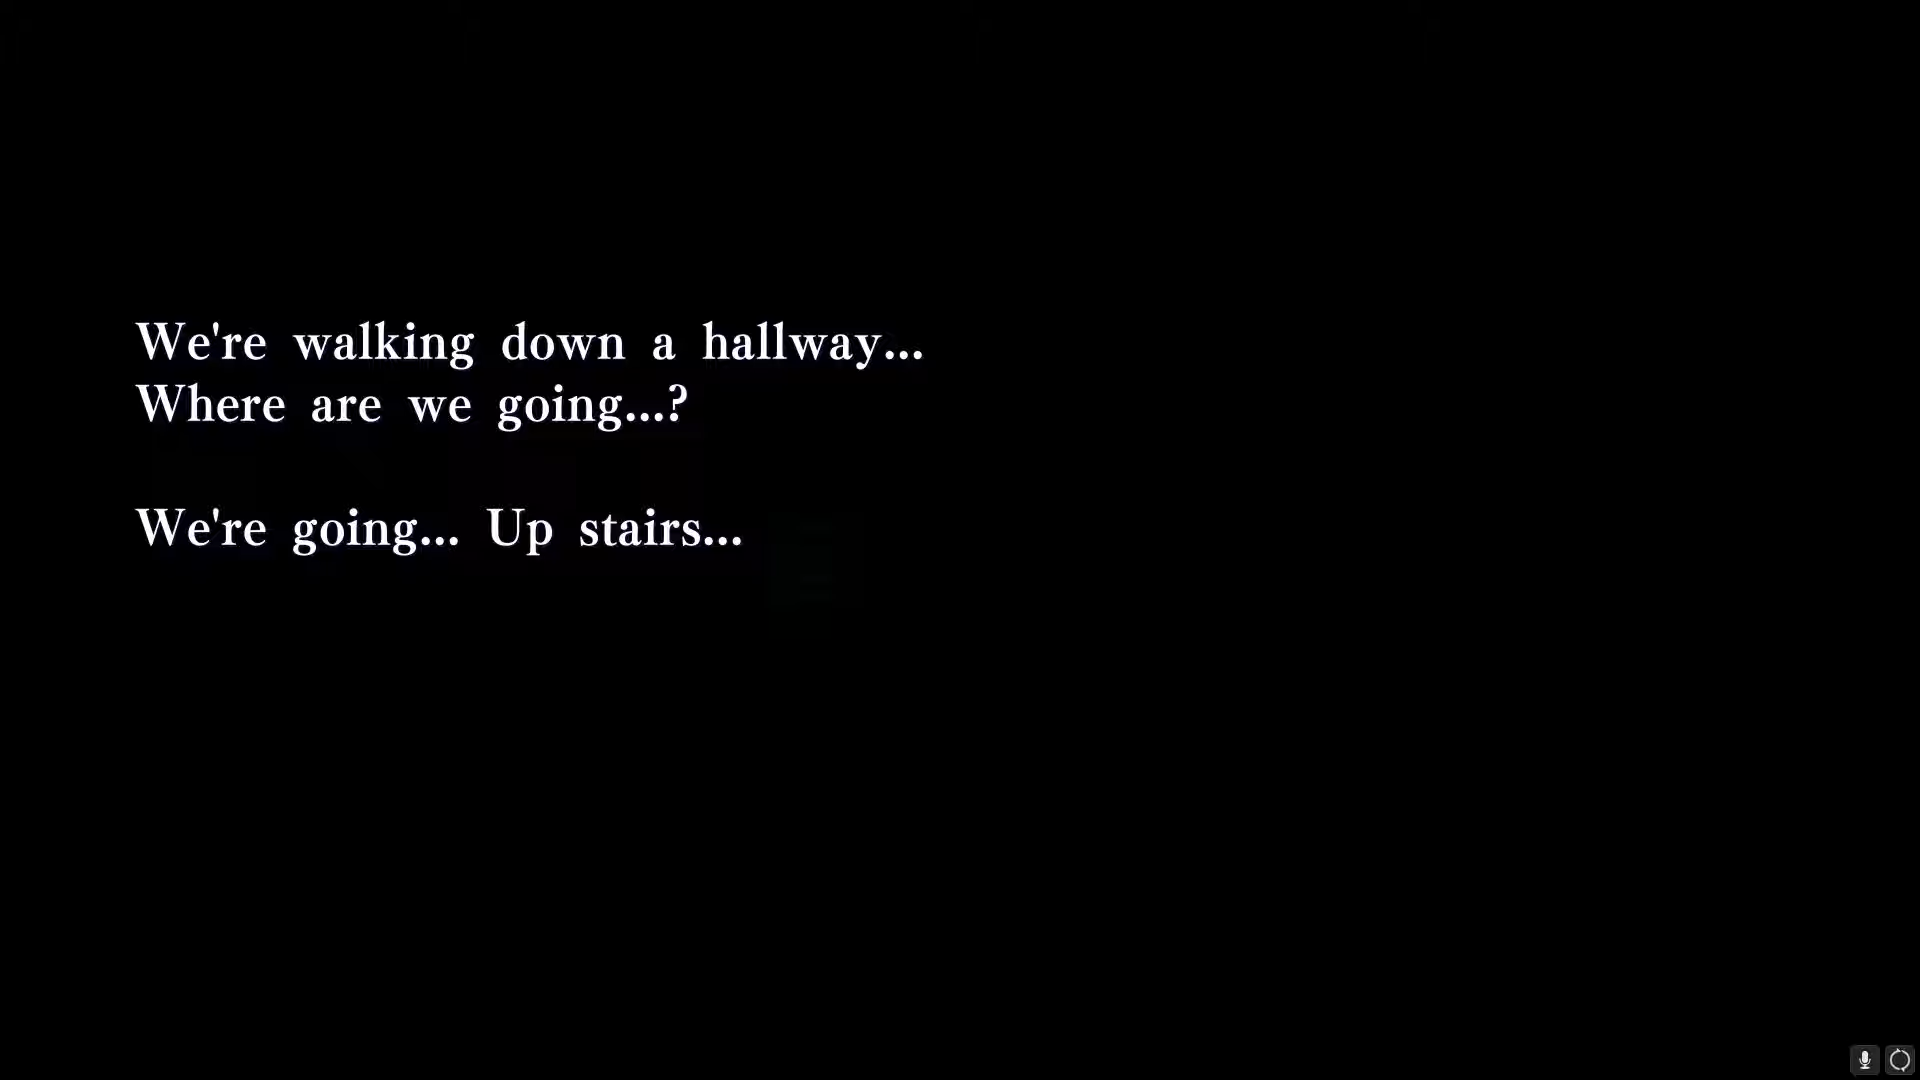 We're walking down a hallway...
Where are we going...?
We're going... Up stairs...